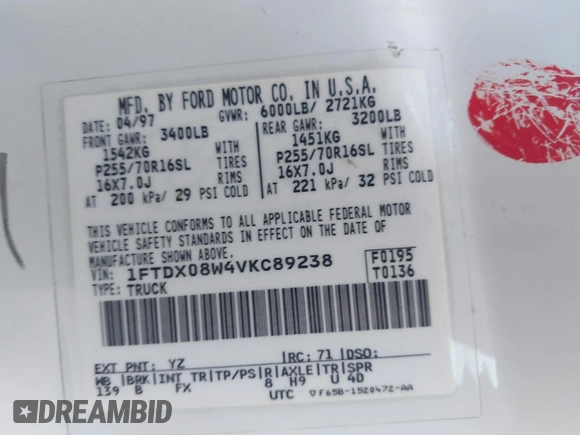 MFD. BY FORD MOTOR CO. IN U.S.A.
DATE: 04/97 GVWR: 6000LB/ 2721KG
FRONT GAWR: 3400LB REAR GAWR: 3200LB
1542KG 1451KG
P255/70R16SL TIRES P255/70R16SL TIRES
16X7.0J RIMS 16X7.0J RIMS
AT 200 kPa/ 29 PSI COLD AT 221 kPa/ 32 PSI COLD
THIS VEHICLE CONFORMS TO ALL APPLICABLE FEDERAL MOTOR
VEHICLE SAFETY STANDARDS IN EFFECT ON THE DATE OF
MANUFACTURE SHOWN ABOVE.
VIN: 1FTDX08W4VKC89238 F0195
TYPE: TRUCK T0136
EXT PNT: YZ RC: 71 DSO:
WB BRK INT TR TP/PS R AXLE TR SPR
139 B FX 8 H9 U 4D
UTC ▽F65B-1520472-AA
DREAMBID